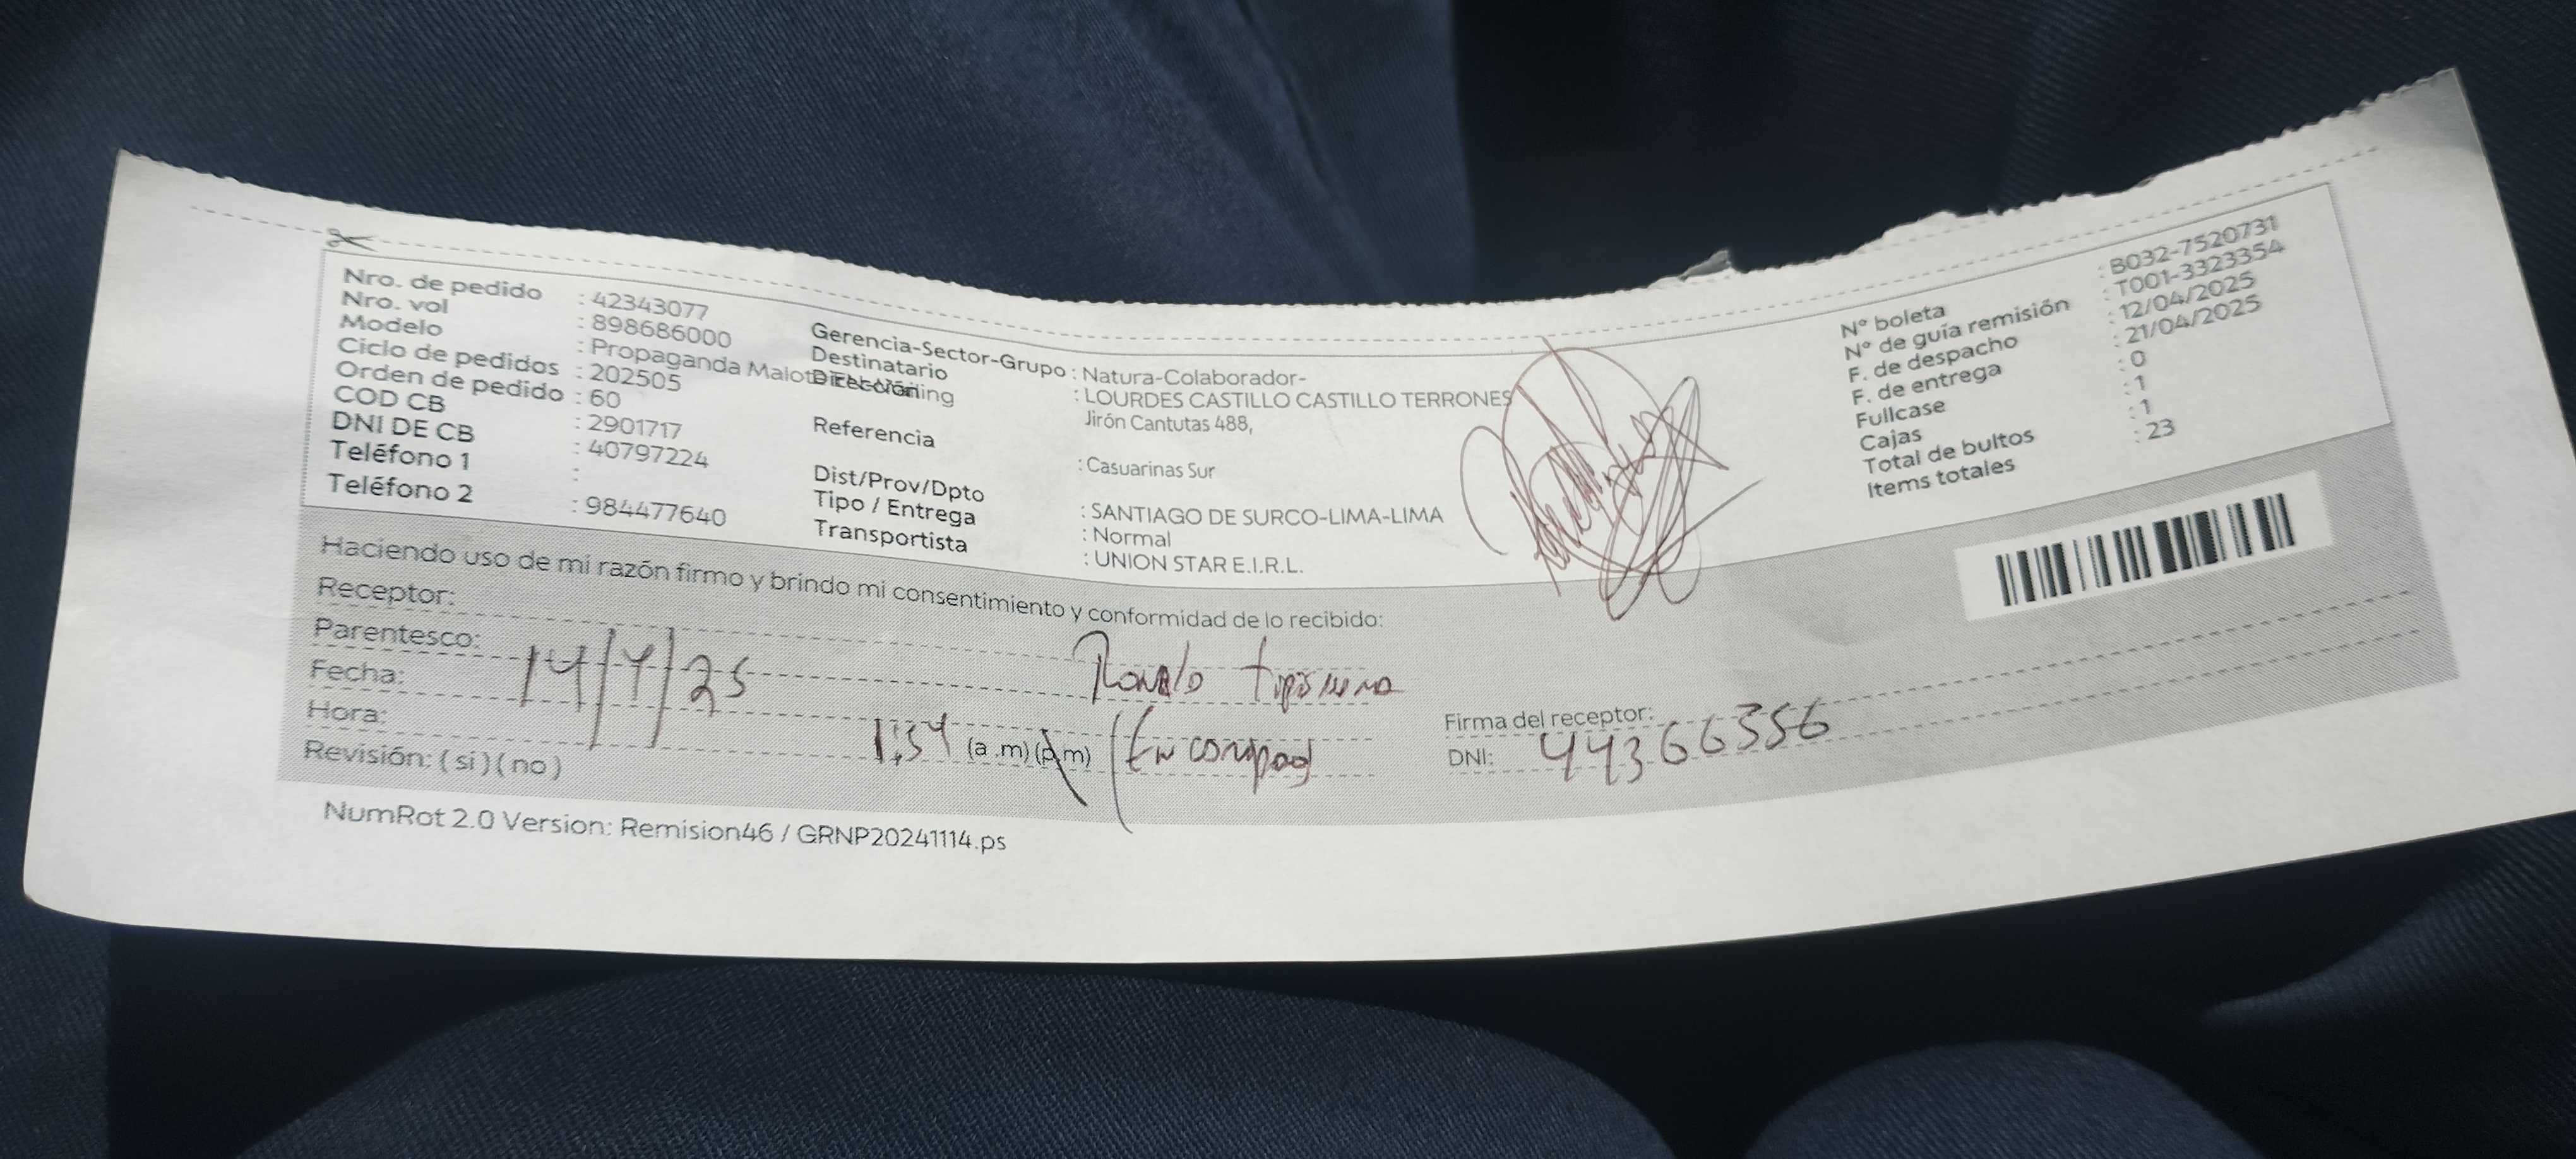 Nro. de pedido : 42343077
Nro. vol : 898686000
Modelo : Propaganda Malote Mailing
Ciclo de pedidos : 202505
Orden de pedido : 60
COD CB : 2901717
DNI DE CB : 40797224
Teléfono 1 :
Teléfono 2 : 984477640
Gerencia-Sector-Grupo : Natura-Colaborador-
Destinatario : LOURDES CASTILLO CASTILLO TERRONES
Dirección Jirón Cantutas 488,
Referencia : Casuarinas Sur
Dist/Prov/Dpto : SANTIAGO DE SURCO-LIMA-LIMA
Tipo / Entrega : Normal
Transportista : UNION STAR E.I.R.L.
N° boleta : B032-7520731
N° de guía remisión : T001-3323354
F. de despacho : 12/04/2025
F. de entrega : 21/04/2025
Fullcase : 0
Cajas : 1
Total de bultos : 1
Items totales : 23
Haciendo uso de mi razón firmo y brindo mi consentimiento y conformidad de lo recibido:
Receptor: Ronald
Parentesco:
Fecha: 14/4/25
Hora: 1:54 (a .m) (p.m)
Revisión: ( si ) ( no )
Firma del receptor:
DNI: 44366356
NumRot 2.0 Version: Remision46 / GRNP20241114.ps